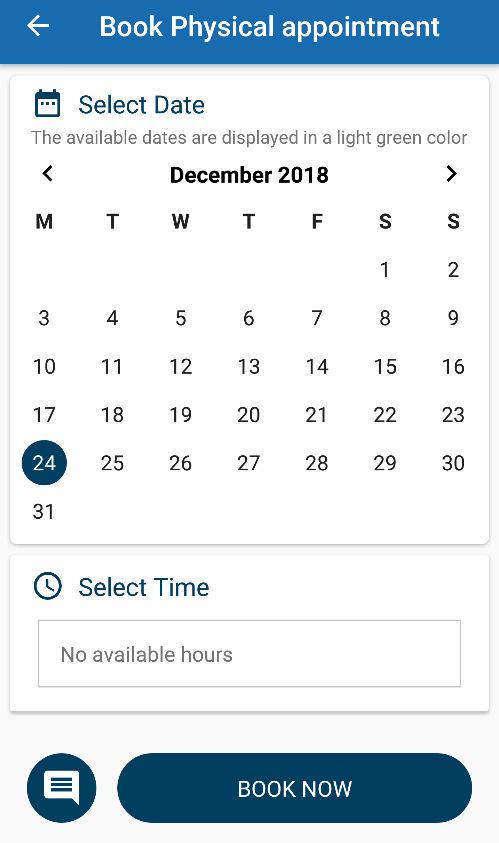 Book Physical appointment
Select Date
The available dates are displayed in a light green color
December 2018
M T W T F S S
1 2
3 4 5 6 7 8 9
10 11 12 13 14 15 16
17 18 19 20 21 22 23
24 25 26 27 28 29 30
31
Select Time
No available hours
BOOK NOW